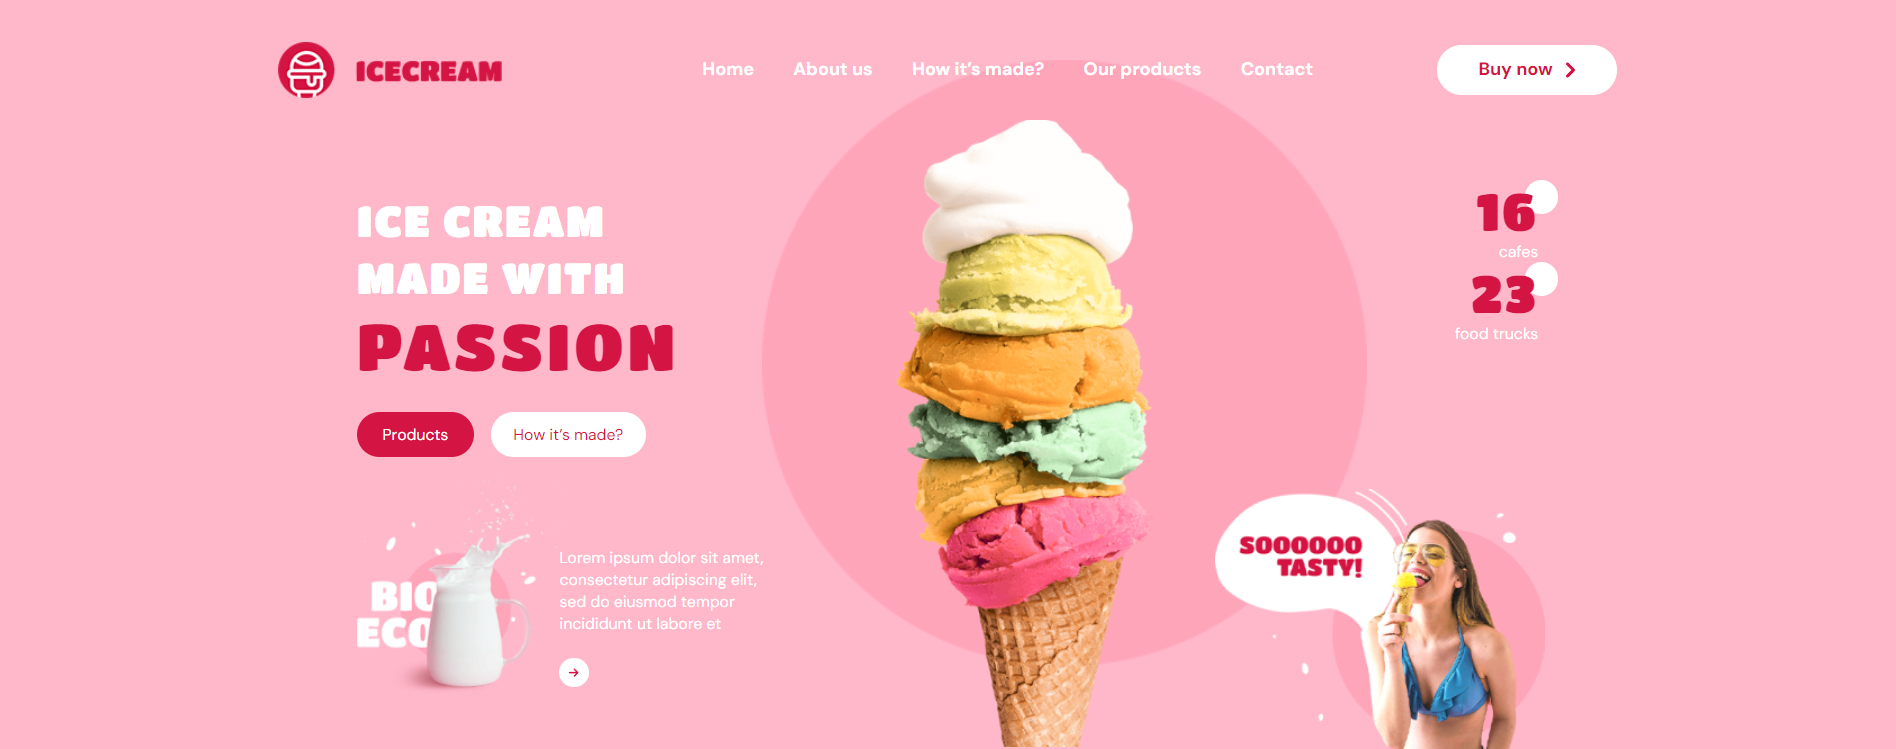 ICECREAM
Home
About us
How it's made?
Our products
Contact
Buy now
ICE CREAM
MADE WITH
PASSION
Products
How it's made?
16
cafes
23
food trucks
BIO
ECO
Lorem ipsum dolor sit amet,
consectetur adipiscing elit,
sed do eiusmod tempor
incididunt ut labore et
SOOOOOO
TASTY!